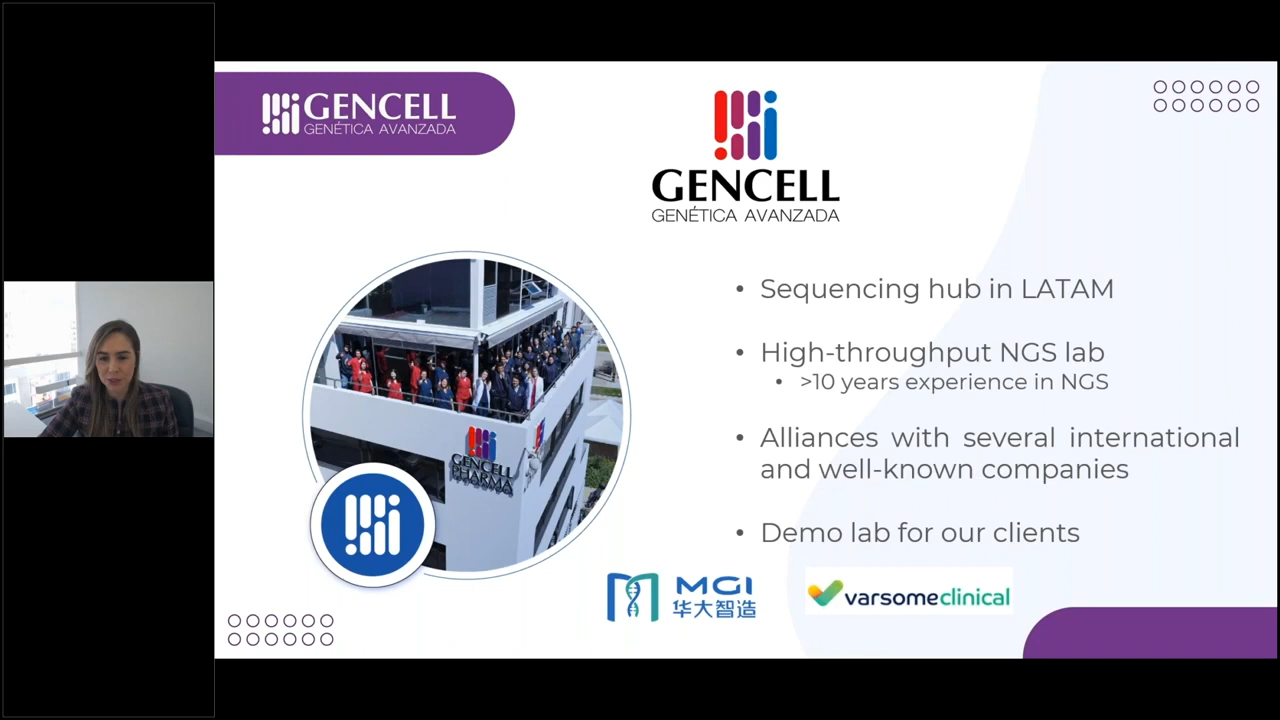 GENCELL
GENÉTICA AVANZADA
GENCELL
GENÉTICA AVANZADA
• Sequencing hub in LATAM
• High-throughput NGS lab
• >10 years experience in NGS
• Alliances with several international
and well-known companies
• Demo lab for our clients
GENCELL
PHARMA
MGI
华大智造
varsomeclinical